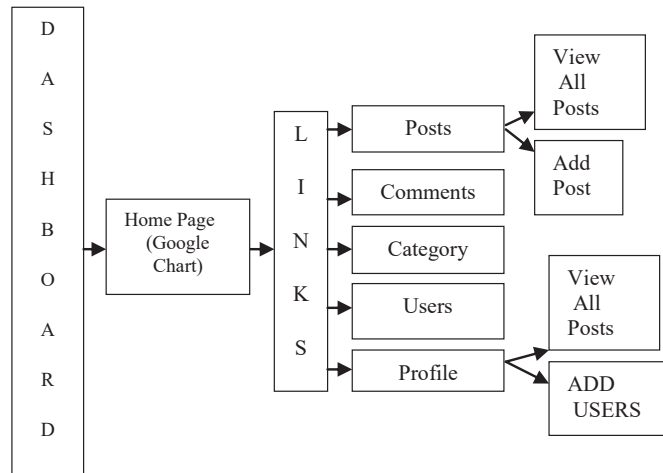 D
A
S
H
B
O
A
R
D
Home Page
(Google
Chart)
L
I
N
K
S
Posts
View
All
Posts
Add
Post
Comments
Category
Users
Profile
View
All
Posts
ADD
USERS